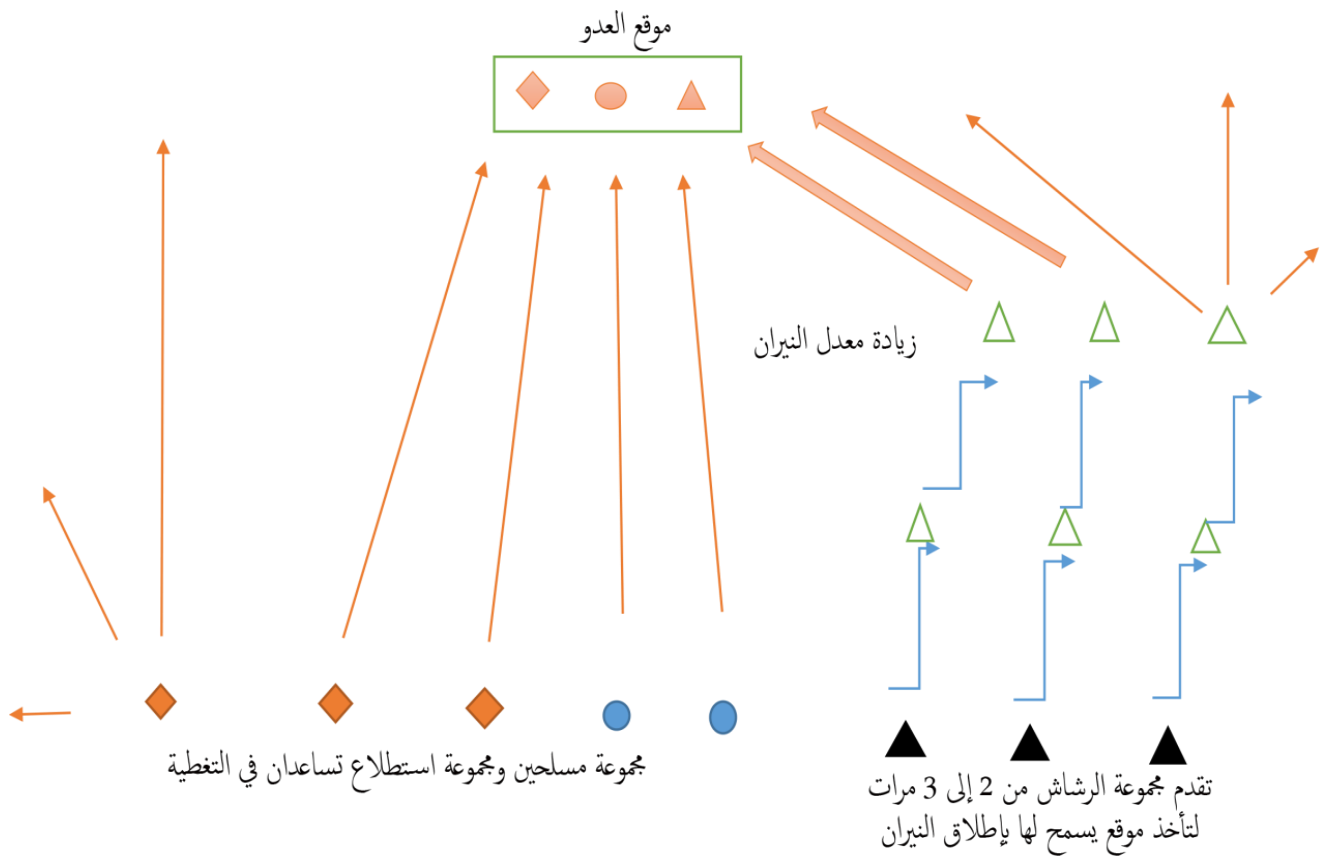 موقع العدو
زيادة معدل النيران
مجموعة مسلحين ومجموعة استطلاع تساعدان في التغطية
تقدم مجموعة الرشاش من 2 إلى 3 مرات
لتأخذ موقع يسمح لها بإطلاق النيران